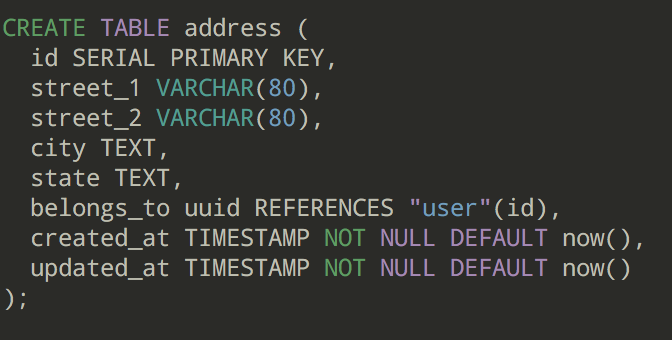 CREATE TABLE address (
  id SERIAL PRIMARY KEY,
  street_1 VARCHAR(80),
  street_2 VARCHAR(80),
  city TEXT,
  state TEXT,
  belongs_to uuid REFERENCES "user"(id),
  created_at TIMESTAMP NOT NULL DEFAULT now(),
  updated_at TIMESTAMP NOT NULL DEFAULT now()
);